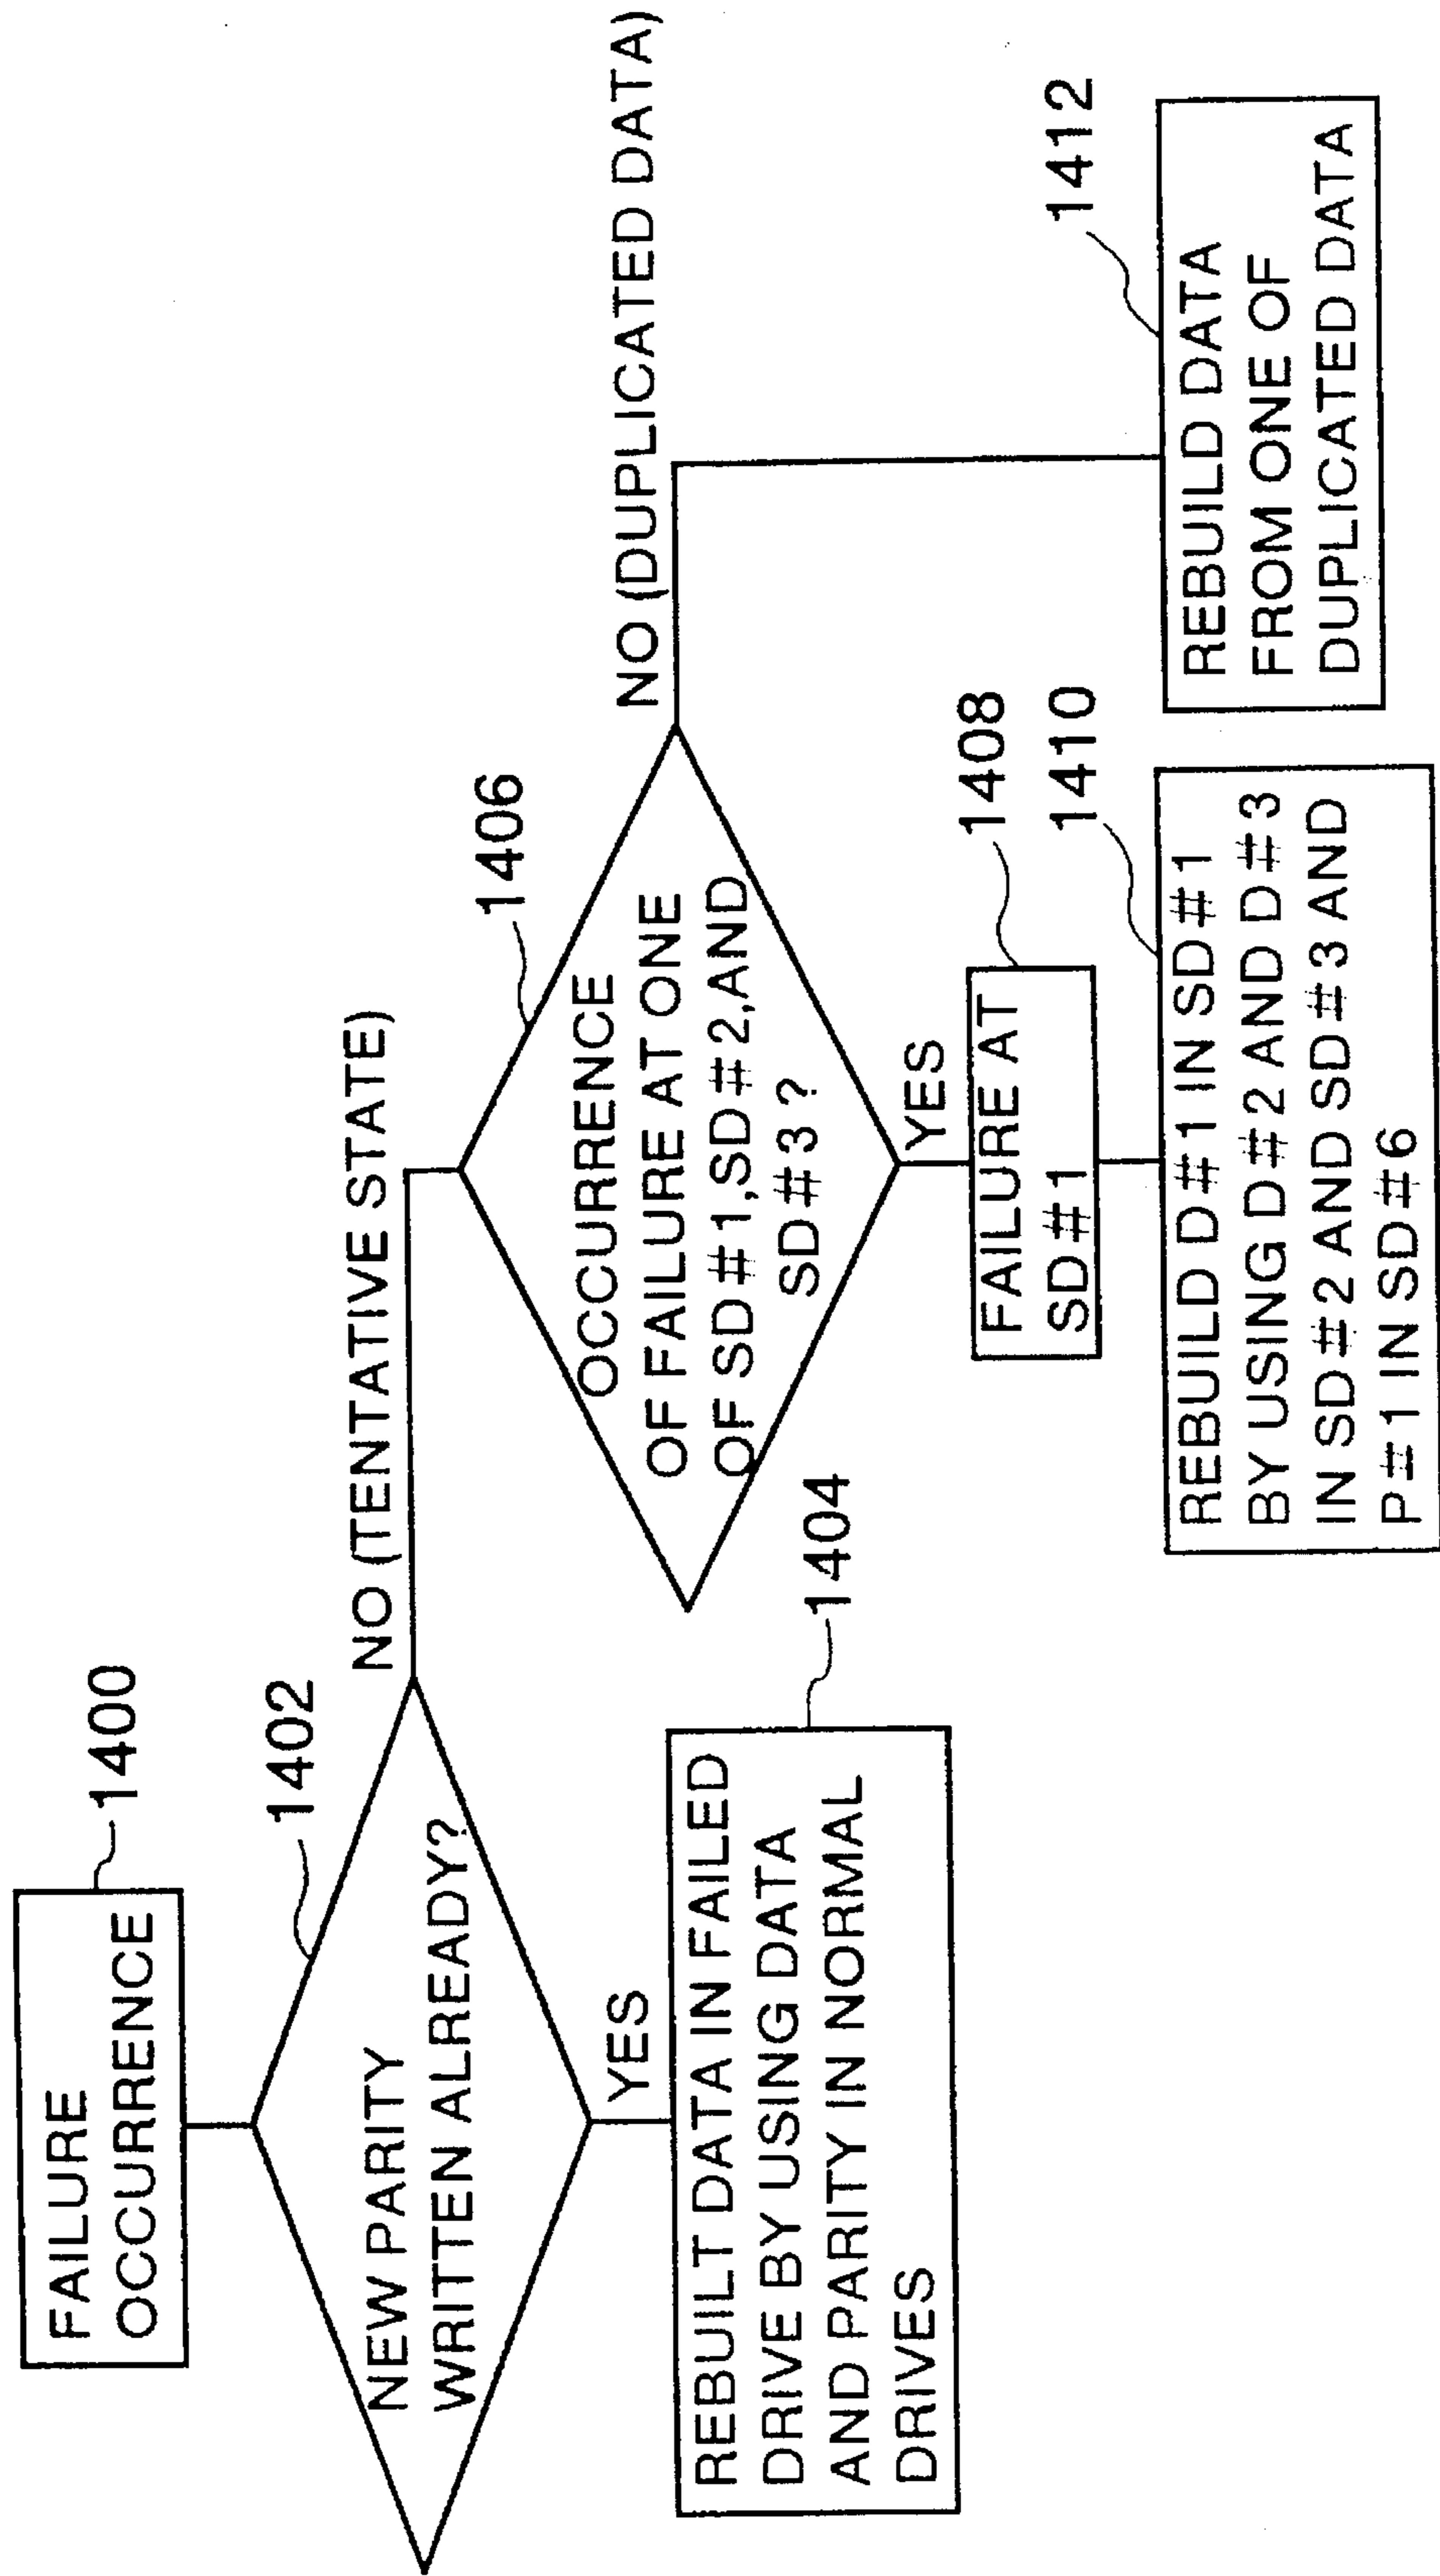 FAILURE
OCCURRENCE
1400
NEW PARITY
WRITTEN ALREADY?
1402
NO (TENTATIVE STATE)
YES
REBUILT DATA IN FAILED
DRIVE BY USING DATA
AND PARITY IN NORMAL
DRIVES
1404
OCCURRENCE
OF FAILURE AT ONE
OF SD#1,SD#2,AND
SD#3?
1406
NO (DUPLICATED DATA)
YES
FAILURE AT
SD#1
1408
REBUILD D#1 IN SD#1
BY USING D#2 AND D#3
IN SD#2 AND SD#3 AND
P#1 IN SD#6
1410
REBUILD DATA
FROM ONE OF
DUPLICATED DATA
1412